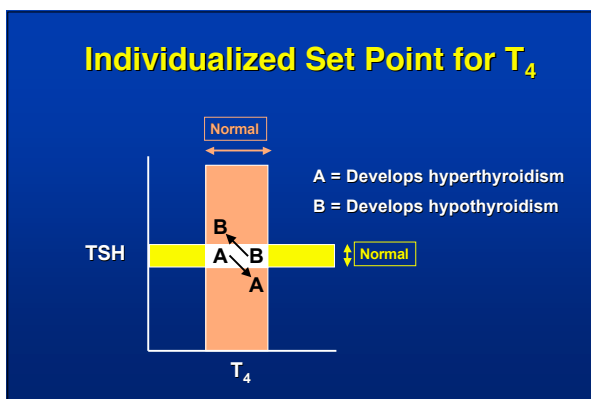 Individualized Set Point for T₄
Normal
A = Develops hyperthyroidism
B = Develops hypothyroidism
B
TSH
A
B
Normal
A
T₄